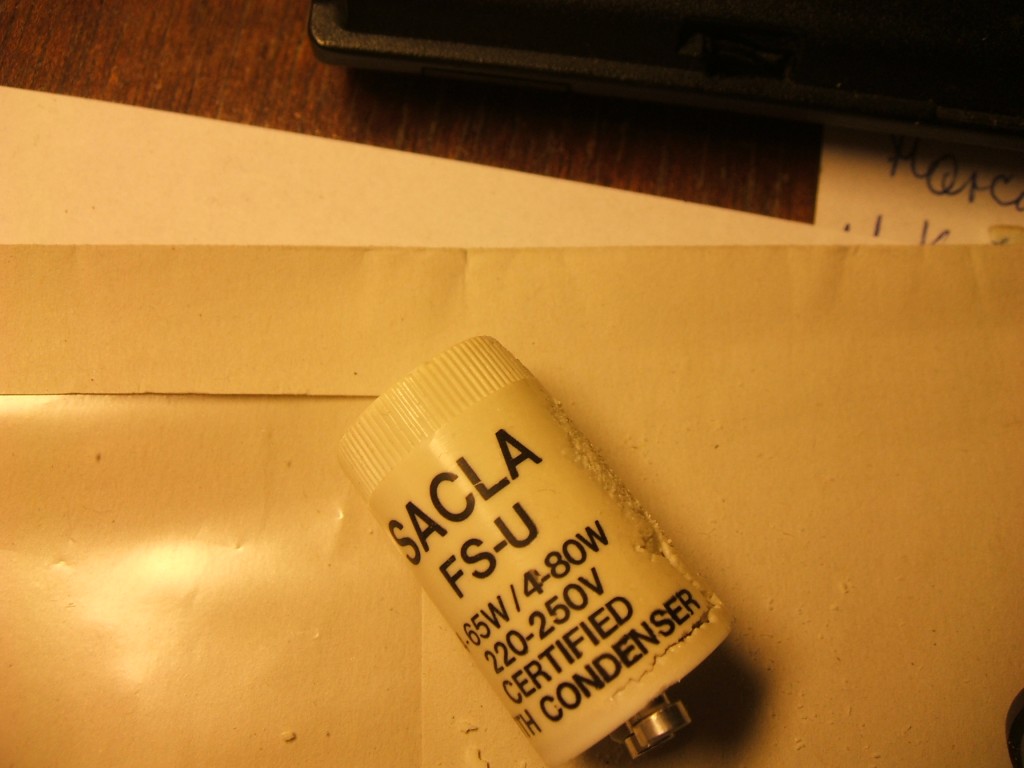 SACLA
FS-U
-65W / 4-80W
220-250V
CERTIFIED
TH CONDENSER